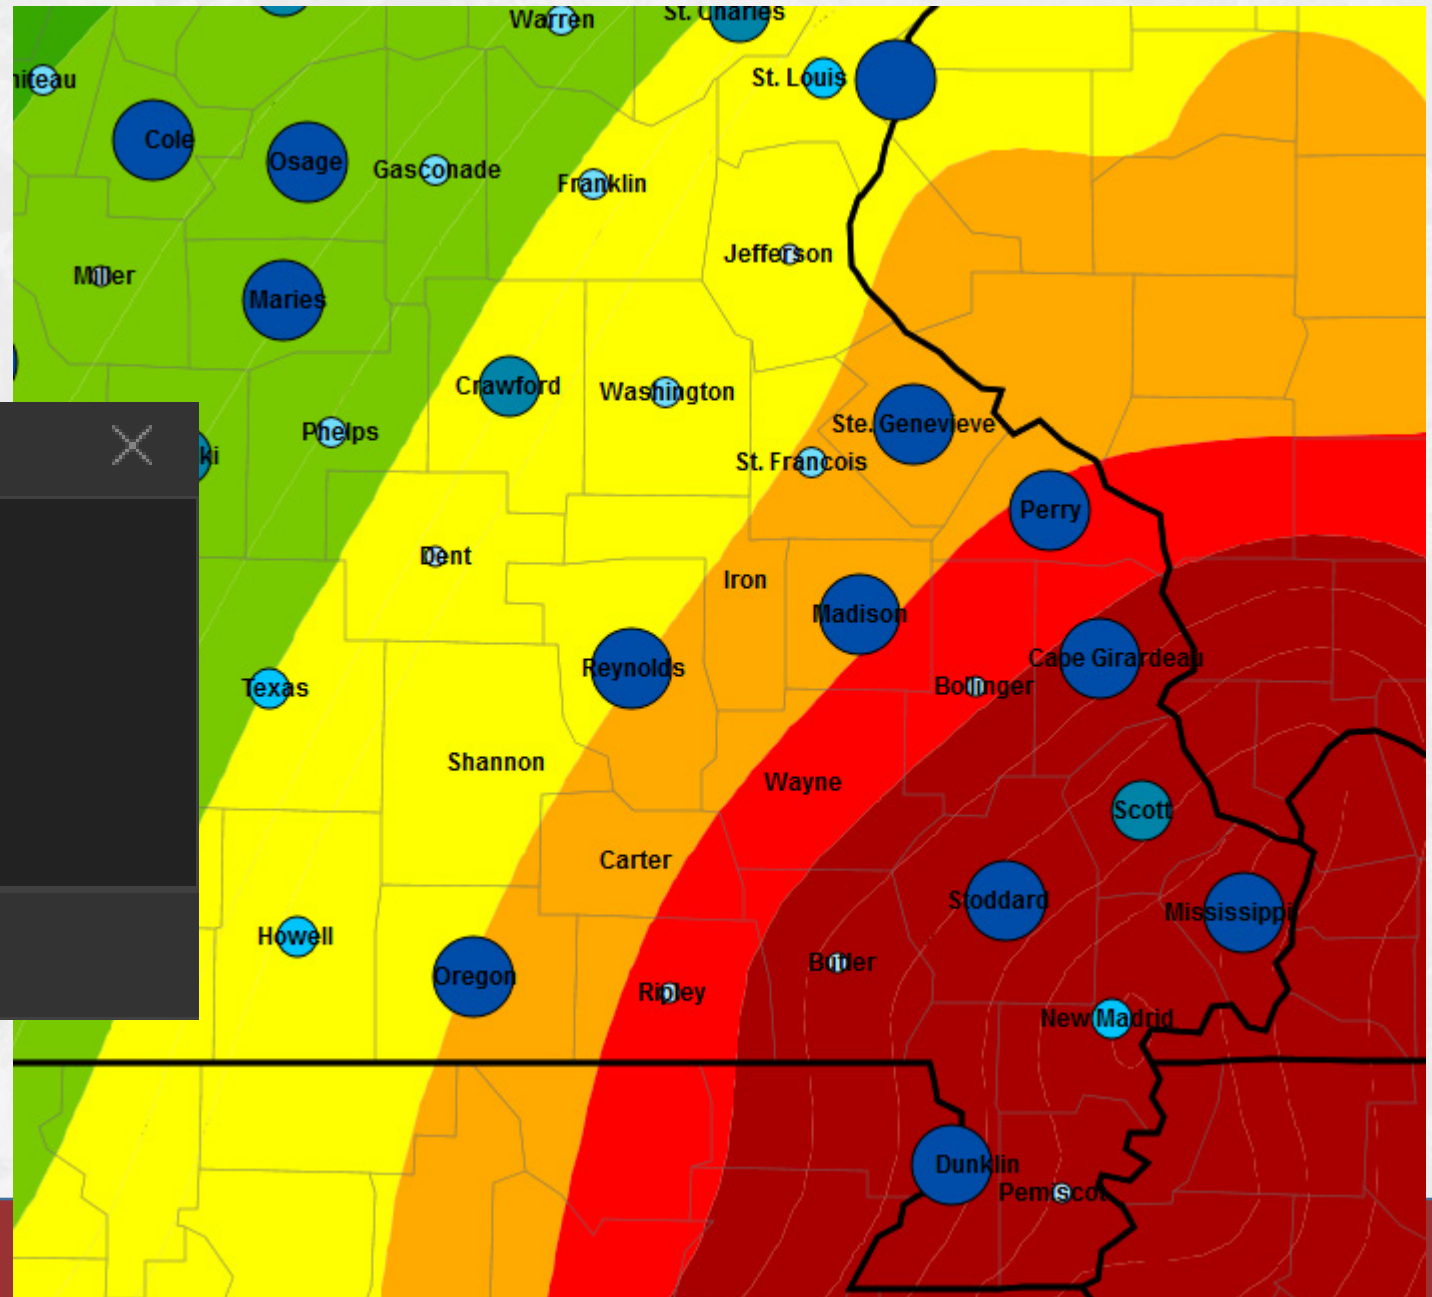 Warren
St. Charles
niteau
St. Louis
Cole
Osage
Gasconade
Franklin
Jefferson
Miller
Maries
Crawford
Washington
Ste. Genevieve
Phelps
ki
St. Francois
Perry
Dent
Iron
Madison
Cape Girardeau
Reynolds
Texas
Bollinger
Shannon
Wayne
Scott
Carter
Stoddard
Mississippi
Howell
Butler
Oregon
Ripley
New Madrid
Dunklin
Pemiscot